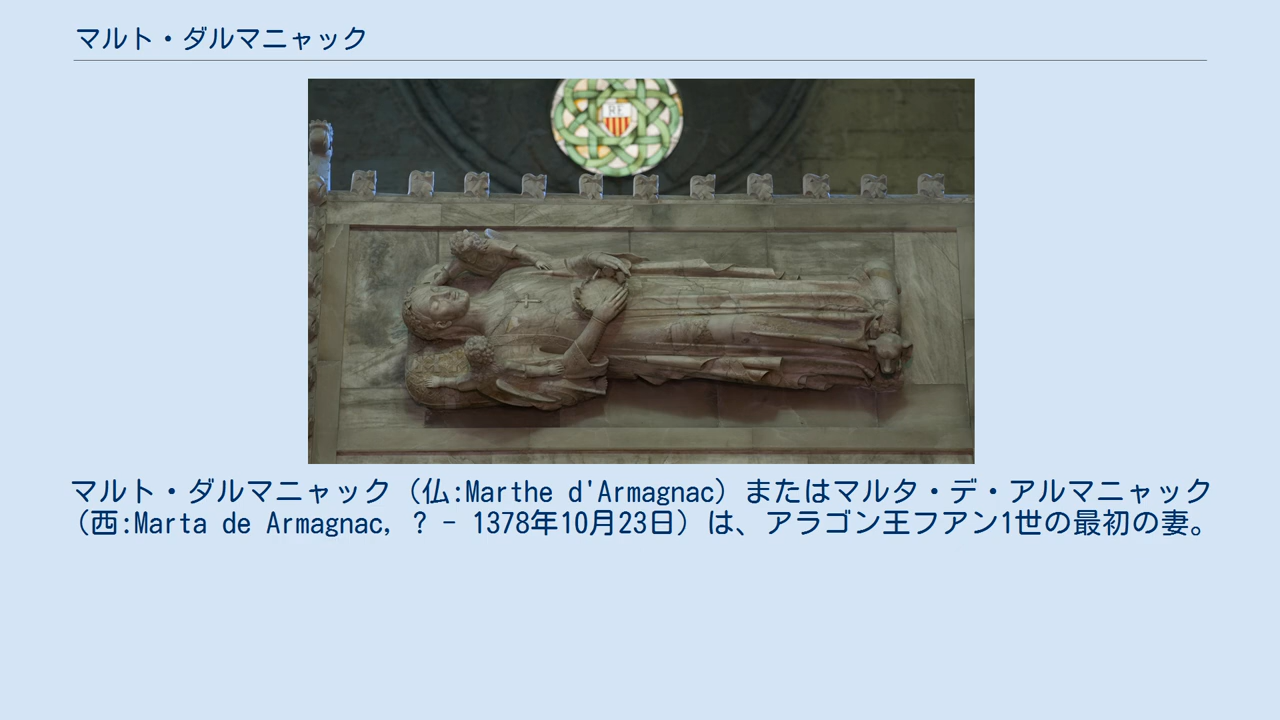 マルト・ダルマニャック
RE
マルト・ダルマニャック（仏:Marthe d'Armagnac）またはマルタ・デ・アルマニャック
（西:Marta de Armagnac, ? - 1378年10月23日）は、アラゴン王フアン1世の最初の妻。